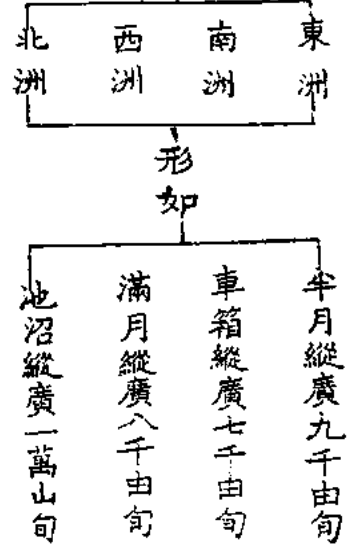 東洲
南洲
西洲
北洲
形如
半月縱廣九千由旬
車箱縱廣七千由旬
滿月縱廣八千由旬
池沼縱廣一萬山旬